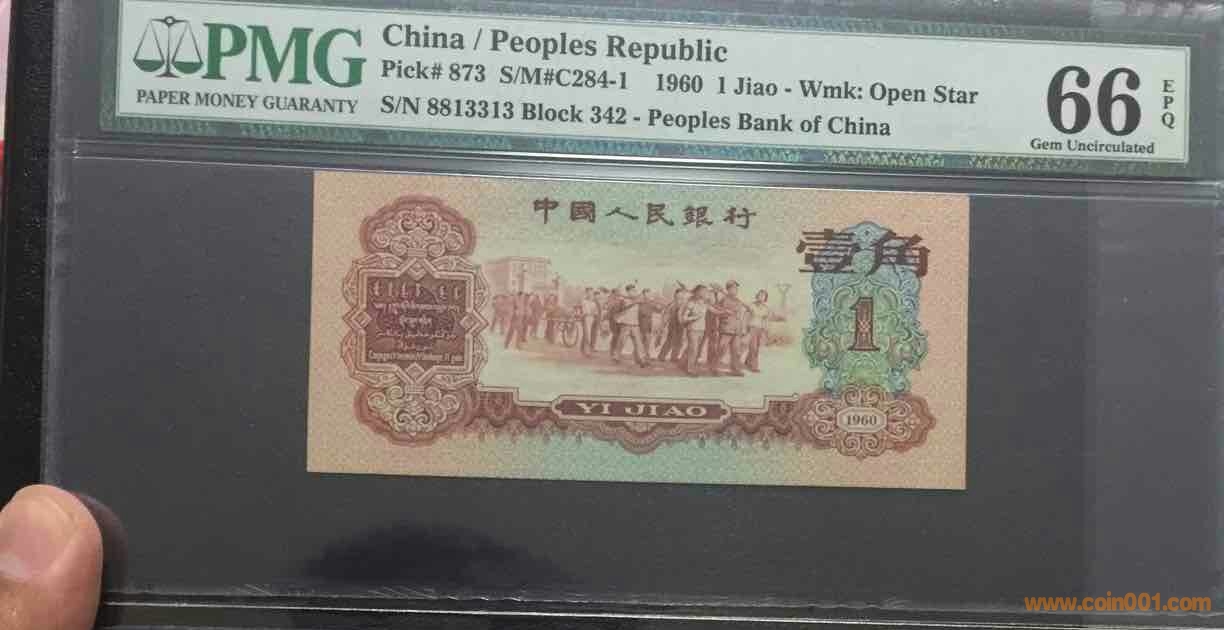 PMG
PAPER MONEY GUARANTY
China / Peoples Republic
Pick# 873 S/M#C284-1 1960 1 Jiao - Wmk: Open Star
S/N 8813313 Block 342 - Peoples Bank of China
66
EPQ
Gem Uncirculated
中國人民銀行
壹角
1
YI JIAO
1960
www.coin001.com